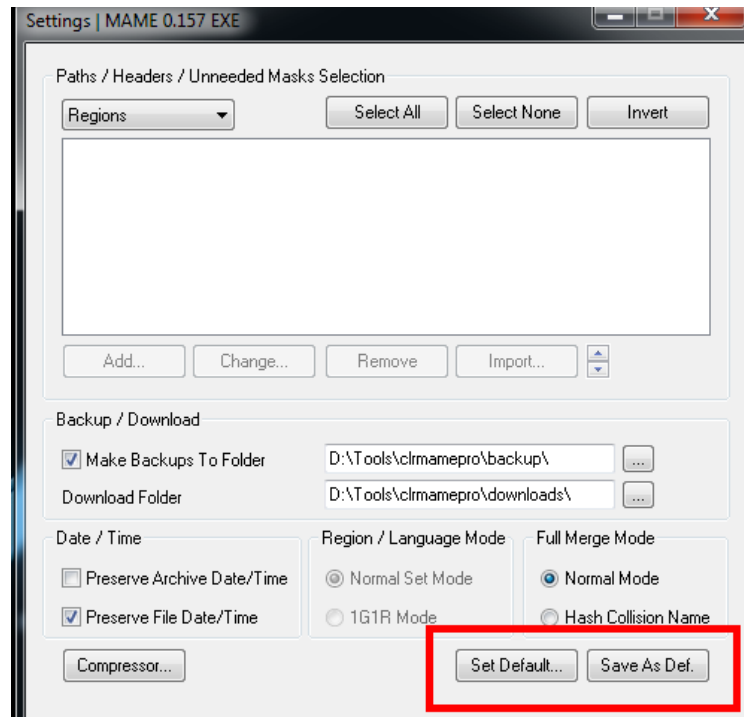 Settings | MAME 0.157 EXE
Paths / Headers / Unneeded Masks Selection
Regions Select All Select None Invert
Add... Change... Remove Import...
Backup / Download
Make Backups To Folder D:\Tools\clrmamepro\backup\ ...
Download Folder D:\Tools\clrmamepro\downloads\ ...
Date / Time Region / Language Mode Full Merge Mode
Preserve Archive Date/Time Normal Set Mode Normal Mode
Preserve File Date/Time 1G1R Mode Hash Collision Name
Compressor... Set Default... Save As Def.